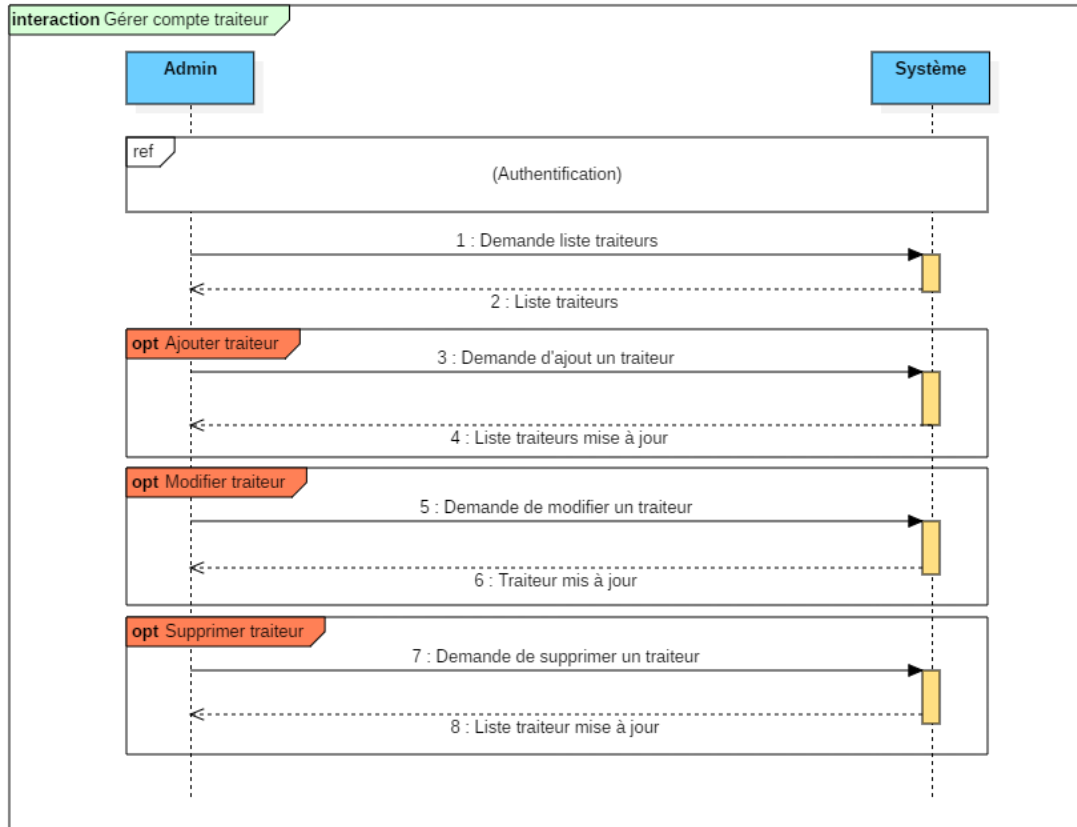 interaction Gérer compte traiteur
Admin
Système
ref
(Authentification)
1 : Demande liste traiteurs
2 : Liste traiteurs
opt Ajouter traiteur
3 : Demande d'ajout un traiteur
4 : Liste traiteurs mise à jour
opt Modifier traiteur
5 : Demande de modifier un traiteur
6 : Traiteur mis à jour
opt Supprimer traiteur
7 : Demande de supprimer un traiteur
8 : Liste traiteur mise à jour